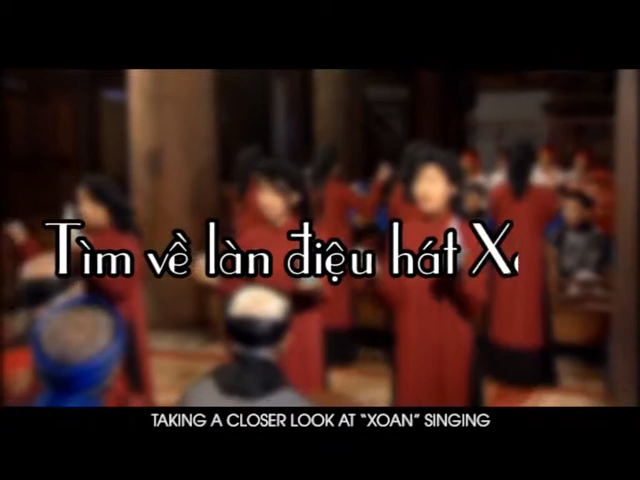 Tìm về làn điệu hát X
TAKING A CLOSER LOOK AT “XOAN” SINGING